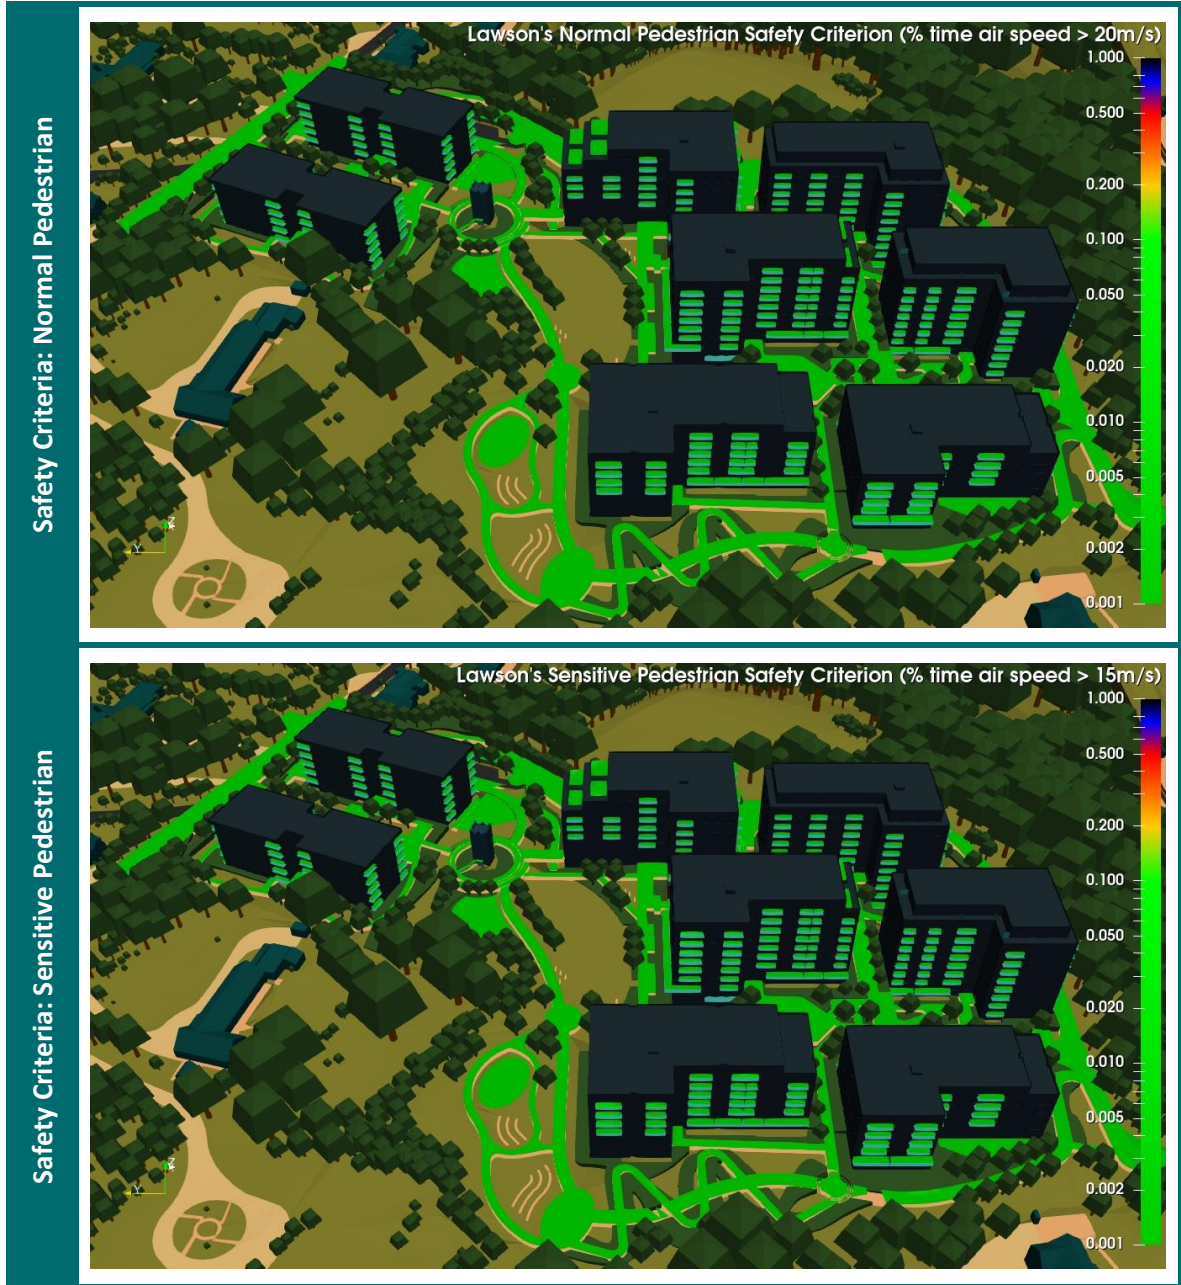 Safety Criteria: Normal Pedestrian
Lawson's Normal Pedestrian Safety Criterion (% time air speed > 20m/s)
1.000
0.500
0.200
0.100
0.050
0.020
0.010
0.005
0.002
0.001
Z
Y
Safety Criteria: Sensitive Pedestrian
Lawson's Sensitive Pedestrian Safety Criterion (% time air speed > 15m/s)
1.000
0.500
0.200
0.100
0.050
0.020
0.010
0.005
0.002
0.001
Z
Y